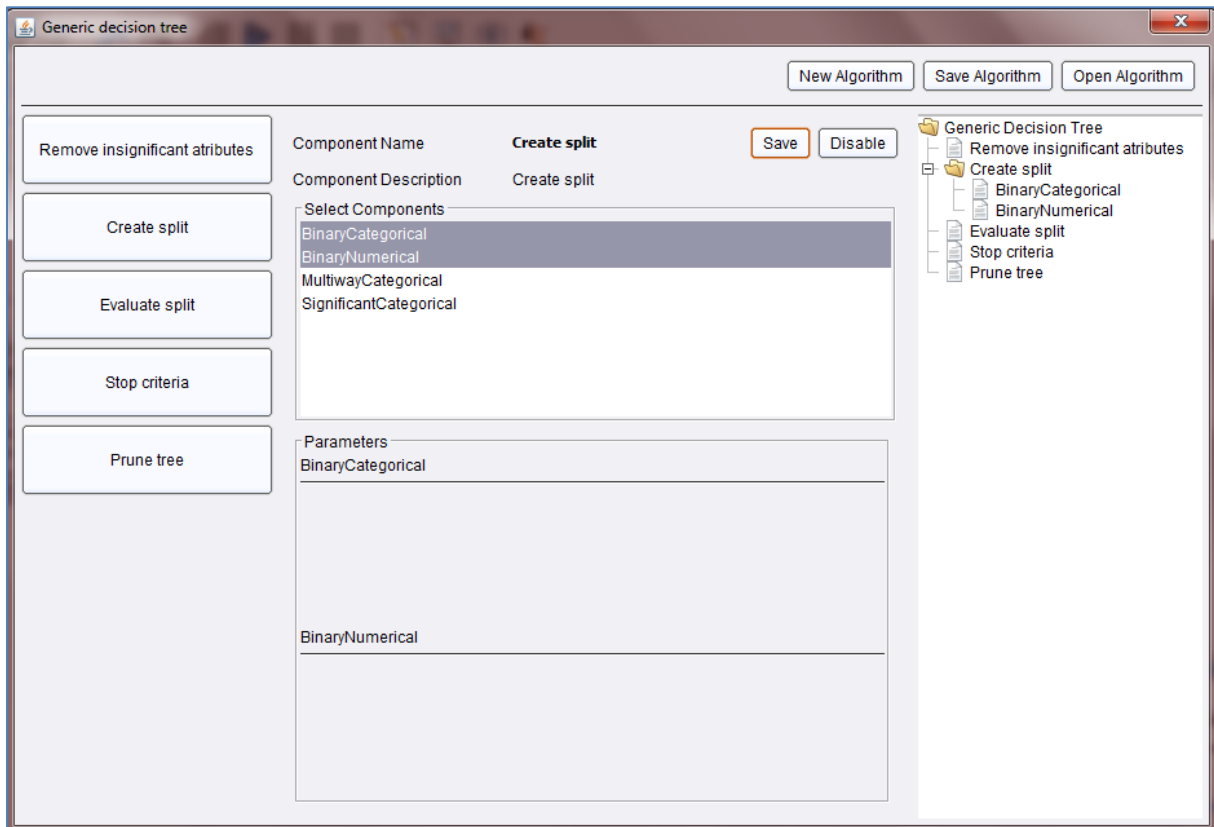 Generic decision tree
x
New Algorithm Save Algorithm Open Algorithm
Remove insignificant atributes
Create split
Evaluate split
Stop criteria
Prune tree
Component Name Create split Save Disable
Component Description Create split
Select Components
BinaryCategorical
BinaryNumerical
MultiwayCategorical
SignificantCategorical
Parameters
BinaryCategorical
BinaryNumerical
Generic Decision Tree
Remove insignificant atributes
Create split
BinaryCategorical
BinaryNumerical
Evaluate split
Stop criteria
Prune tree